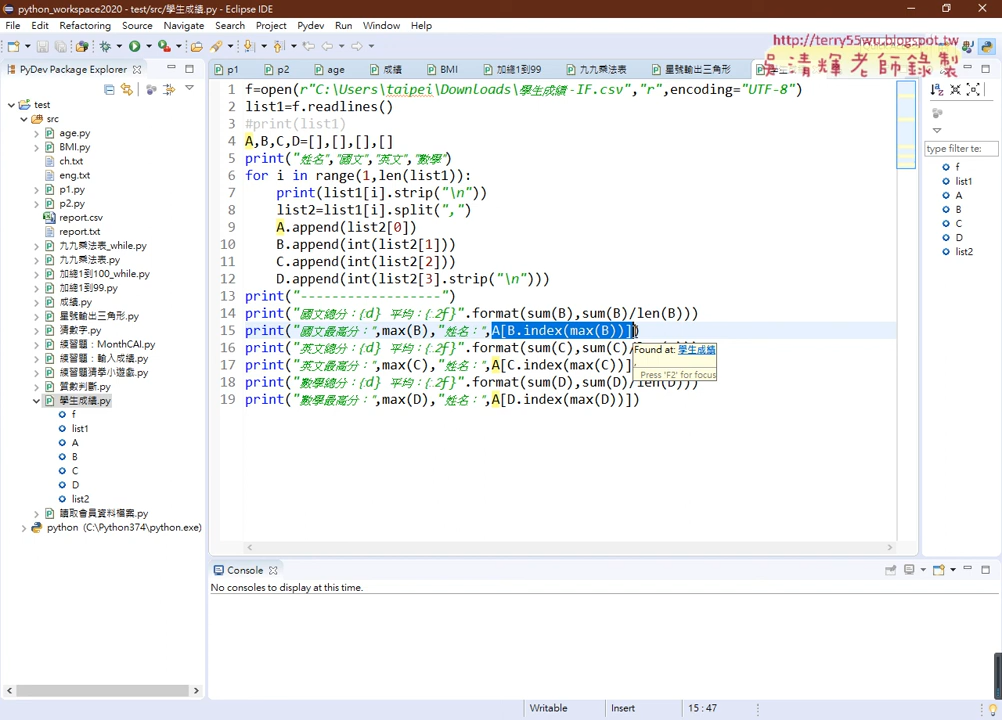 python_workspace2020 - test/src/學生成績.py - Eclipse IDE
File Edit Refactoring Source Navigate Search Project Pydev Run Window Help
http://terry55wu.blogspot.tw
吳清輝老師錄製
PyDev Package Explorer
p1 p2 age 成績 BMI 加總1到99 九九乘法表 星號輸出三角形
test
src
age.py
BMI.py
ch.txt
eng.txt
p1.py
p2.py
report.csv
report.txt
九九乘法表_while.py
九九乘法表.py
加總1到100_while.py
加總1到99.py
成績.py
星號輸出三角形.py
猜數字.py
練習題：MonthCAI.py
練習題：輸入成績.py
練習題猜拳小遊戲.py
質數判斷.py
學生成績.py
f
list1
A
B
C
D
list2
讀取會員資料檔案.py
python (C:\Python374\python.exe)
1 f=open(r"C:\Users\taipei\Downloads\學生成績-IF.csv","r",encoding="UTF-8")
2 list1=f.readlines()
3 #print(list1)
4 A,B,C,D=[],[],[],[]
5 print("姓名","國文","英文","數學")
6 for i in range(1,len(list1)):
7 print(list1[i].strip("\n"))
8 list2=list1[i].split(",")
9 A.append(list2[0])
10 B.append(int(list2[1]))
11 C.append(int(list2[2]))
12 D.append(int(list2[3].strip("\n")))
13 print("-----------------")
14 print("國文總分：{d} 平均：{:.2f}".format(sum(B),sum(B)/len(B)))
15 print("國文最高分：",max(B),"姓名：",A[B.index(max(B))])
16 print("英文總分：{d} 平均：{:.2f}".format(sum(C),sum(C)/
17 print("英文最高分：",max(C),"姓名：",A[C.index(max(C))]
18 print("數學總分：{d} 平均：{:.2f}".format(sum(D),sum(D)/len(D)))
19 print("數學最高分：",max(D),"姓名：",A[D.index(max(D))])
Found at: 學生成績
Press 'F2' for focus
type filter te:
f
list1
A
B
C
D
list2
Console
No consoles to display at this time.
Writable Insert 15 : 47